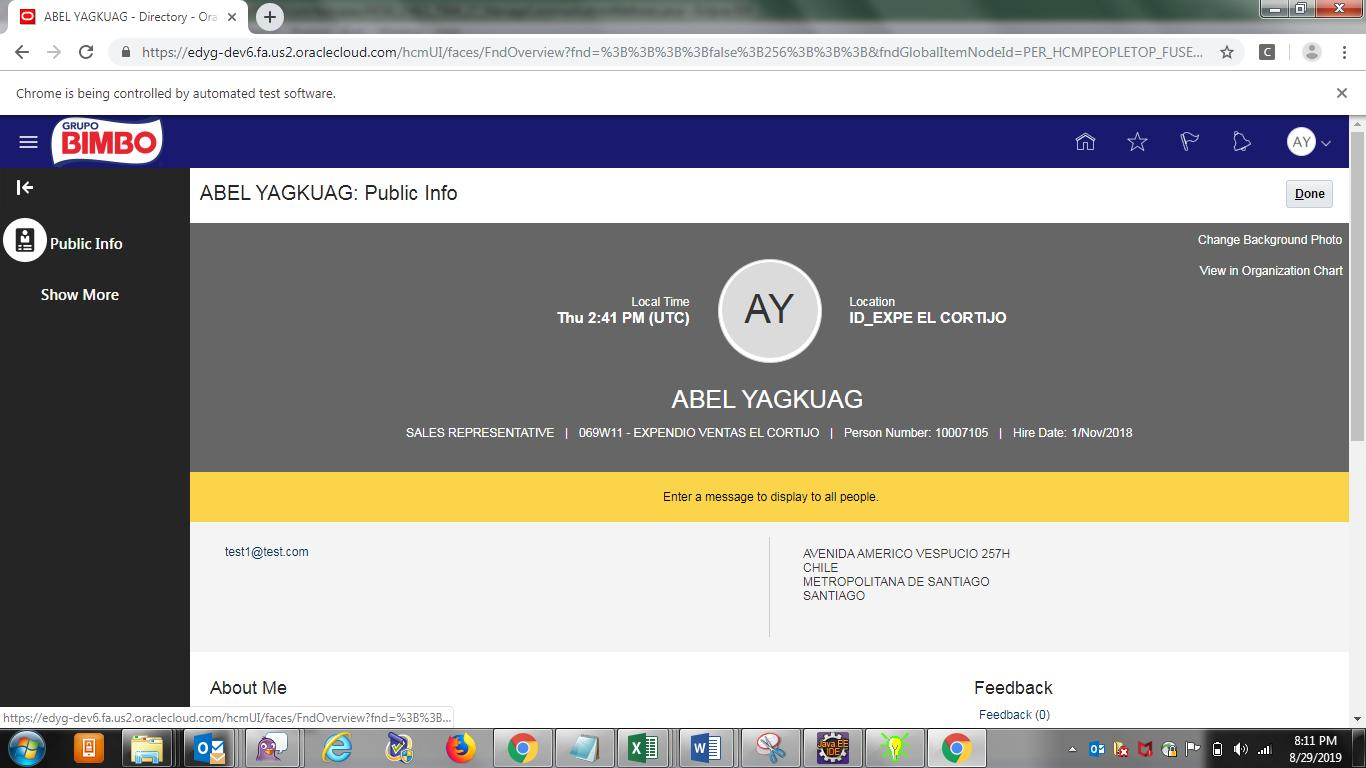 ABEL YAGKUAG - Directory - Ora
https://edyg-dev6.fa.us2.oraclecloud.com/hcmUI/faces/FndOverview?fnd=%3B%3B%3B%3Bfalse%3B256%3B%3B%3B&fndGlobalItemNodeId=PER_HCMPEOPLETOP_FUSE...
C
Chrome is being controlled by automated test software.
GRUPO
BIMBO
AY
ABEL YAGKUAG: Public Info
Done
Public Info
Show More
Change Background Photo
View in Organization Chart
Local Time
Thu 2:41 PM (UTC)
AY
Location
ID_EXPE EL CORTIJO
ABEL YAGKUAG
SALES REPRESENTATIVE | 069W11 - EXPENDIO VENTAS EL CORTIJO | Person Number: 10007105 | Hire Date: 1/Nov/2018
Enter a message to display to all people.
test1@test.com
AVENIDA AMERICO VESPUCIO 257H
CHILE
METROPOLITANA DE SANTIAGO
SANTIAGO
About Me
Feedback
Feedback (0)
https://edyg-dev6.fa.us2.oraclecloud.com/hcmUI/faces/FndOverview?fnd=%3B%3B...
Java EE
IDE
8:11 PM
8/29/2019